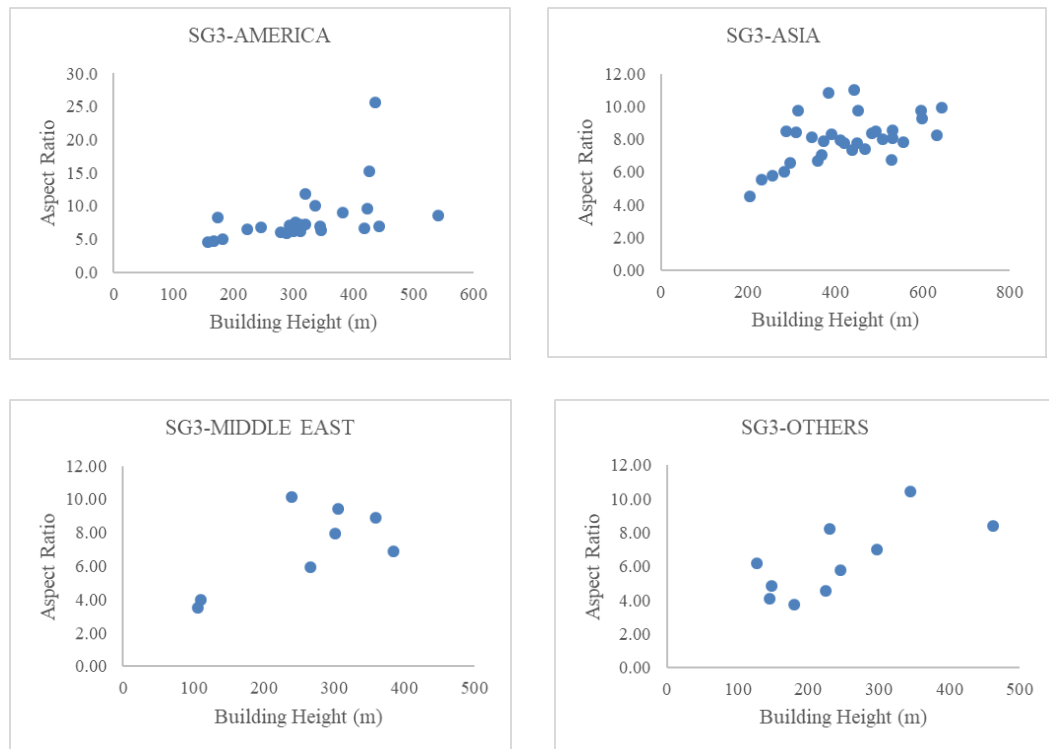 SG3-AMERICA
30.0
25.0
20.0
15.0
10.0
5.0
0.0
Aspect Ratio
0 100 200 300 400 500 600
Building Height (m)
SG3-ASIA
12.00
10.00
8.00
6.00
4.00
2.00
0.00
Aspect Ratio
0 200 400 600 800
Building Height (m)
SG3-MIDDLE EAST
12.00
10.00
8.00
6.00
4.00
2.00
0.00
Aspect Ratio
0 100 200 300 400 500
Building Height (m)
SG3-OTHERS
12.00
10.00
8.00
6.00
4.00
2.00
0.00
Aspect Ratio
0 100 200 300 400 500
Building Height (m)